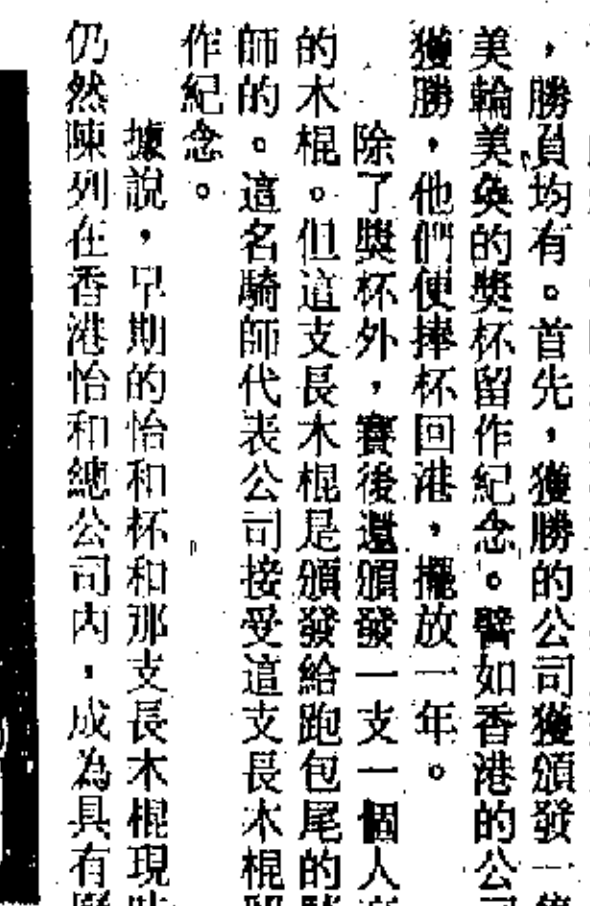 ，勝負均有。首先，獲勝的公司獲頒發一
美輪美奐的獎杯留作紀念。譬如香港的公
獲勝，他們便捧杯回港，擺放一年。
除了獎杯外，賽後還頒發一支一個人
的木棍。但這支長木棍是頒發給跑包尾的
師的。這名騎師代表公司接受這支長木棍
作紀念。
據說，早期的怡和杯和那支長木棍現
仍然陳列在香港怡和總公司內，成為具有